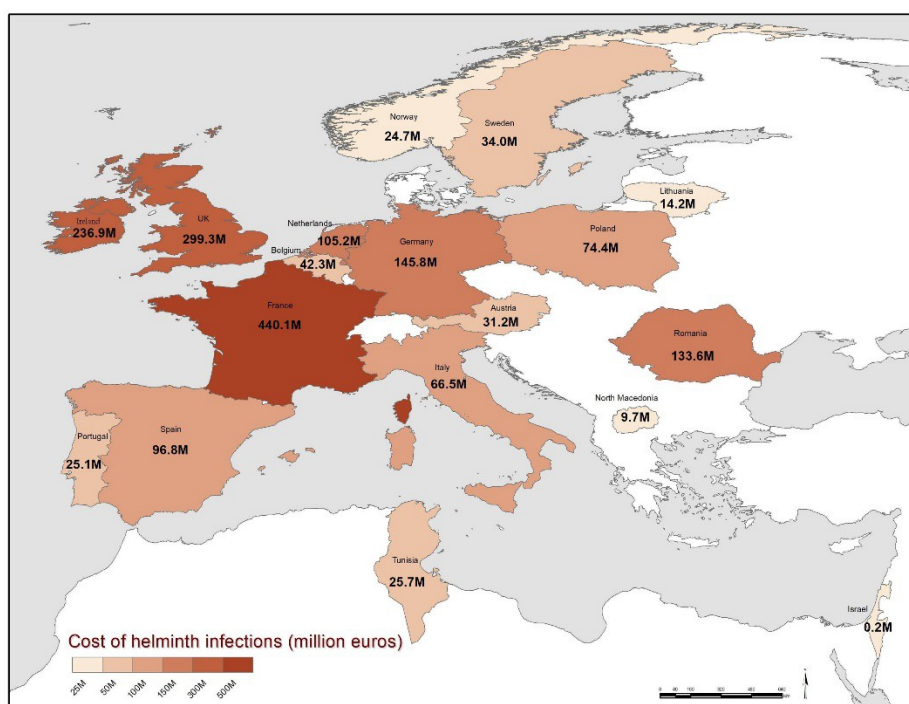 Norway
24.7M
Sweden
34.0M
Lithuania
14.2M
Ireland
236.9M
UK
299.3M
Netherlands
105.2M
Belgium
42.3M
Germany
145.8M
Poland
74.4M
France
440.1M
Austria
31.2M
Romania
133.6M
Italy
66.5M
North Macedonia
9.7M
Portugal
25.1M
Spain
96.8M
Tunisia
25.7M
Israel
0.2M
Cost of helminth infections (million euros)
25M 50M 100M 150M 300M 500M